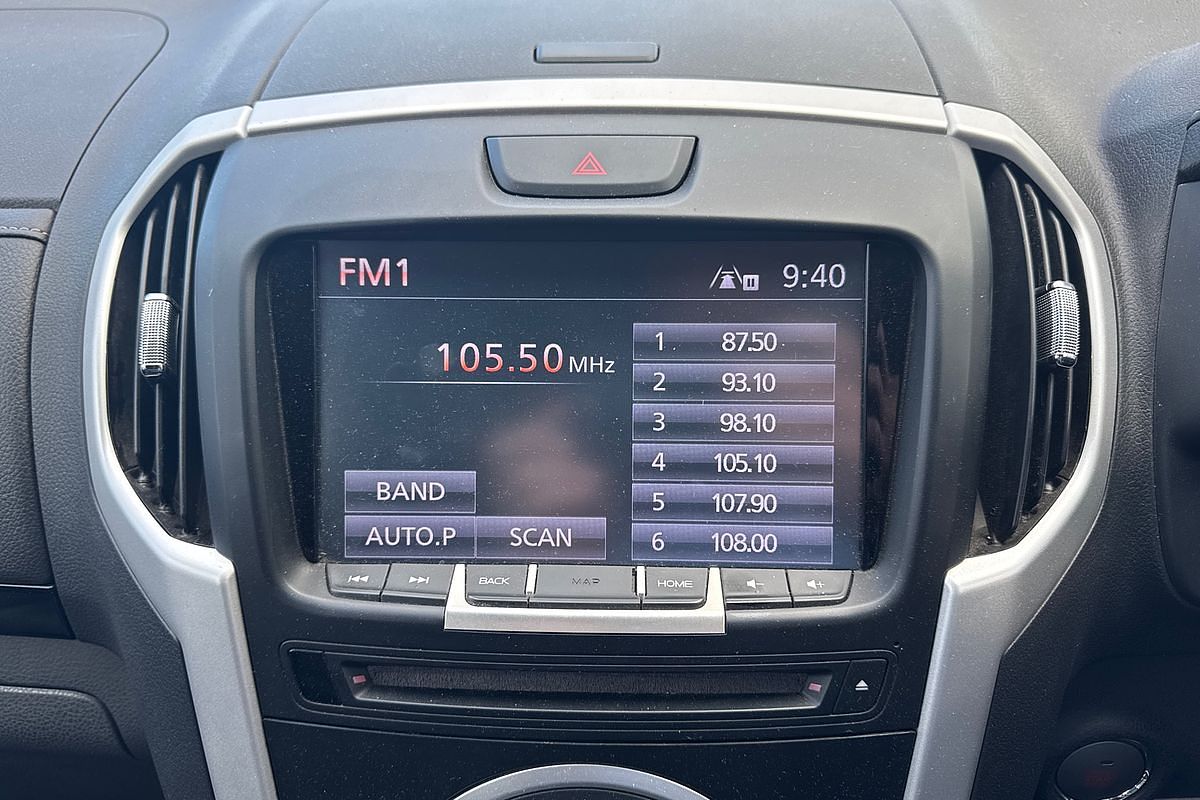 FM1 9:40
105.50 MHz
1 87.50
2 93.10
3 98.10
4 105.10
5 107.90
6 108.00
BAND
AUTO.P SCAN
BACK MAP HOME